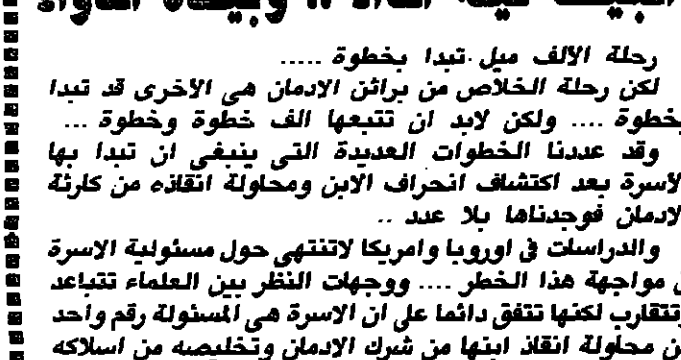 رحلة الألف ميل تبدا بخطوة .....
لكن رحلة الخلاص من براثن الادمان هى الأخرى قد تبدا
بخطوة .... ولكن لابد ان تتبعها الف خطوة وخطوة ...
وقد عددنا الخطوات العديدة التى ينبغى ان تبدا بها
الاسرة بعد اكتشاف انحراف الابن ومحاولة انقاذه من كارثة
الادمان فوجدناها بلا عدد ..
والدراسات في اوروبا وامريكا لاتنتهى حول مسئولية الاسرة
مواجهة هذا الخطر .... ووجهات النظر بين العلماء تتباعد
وتتقارب لكنها تتفق دائما على ان الاسرة هى المسئولة رقم واحد
عن محاولة انقاذ ابنها من شرك الادمان وتخليصه من اسلاكه